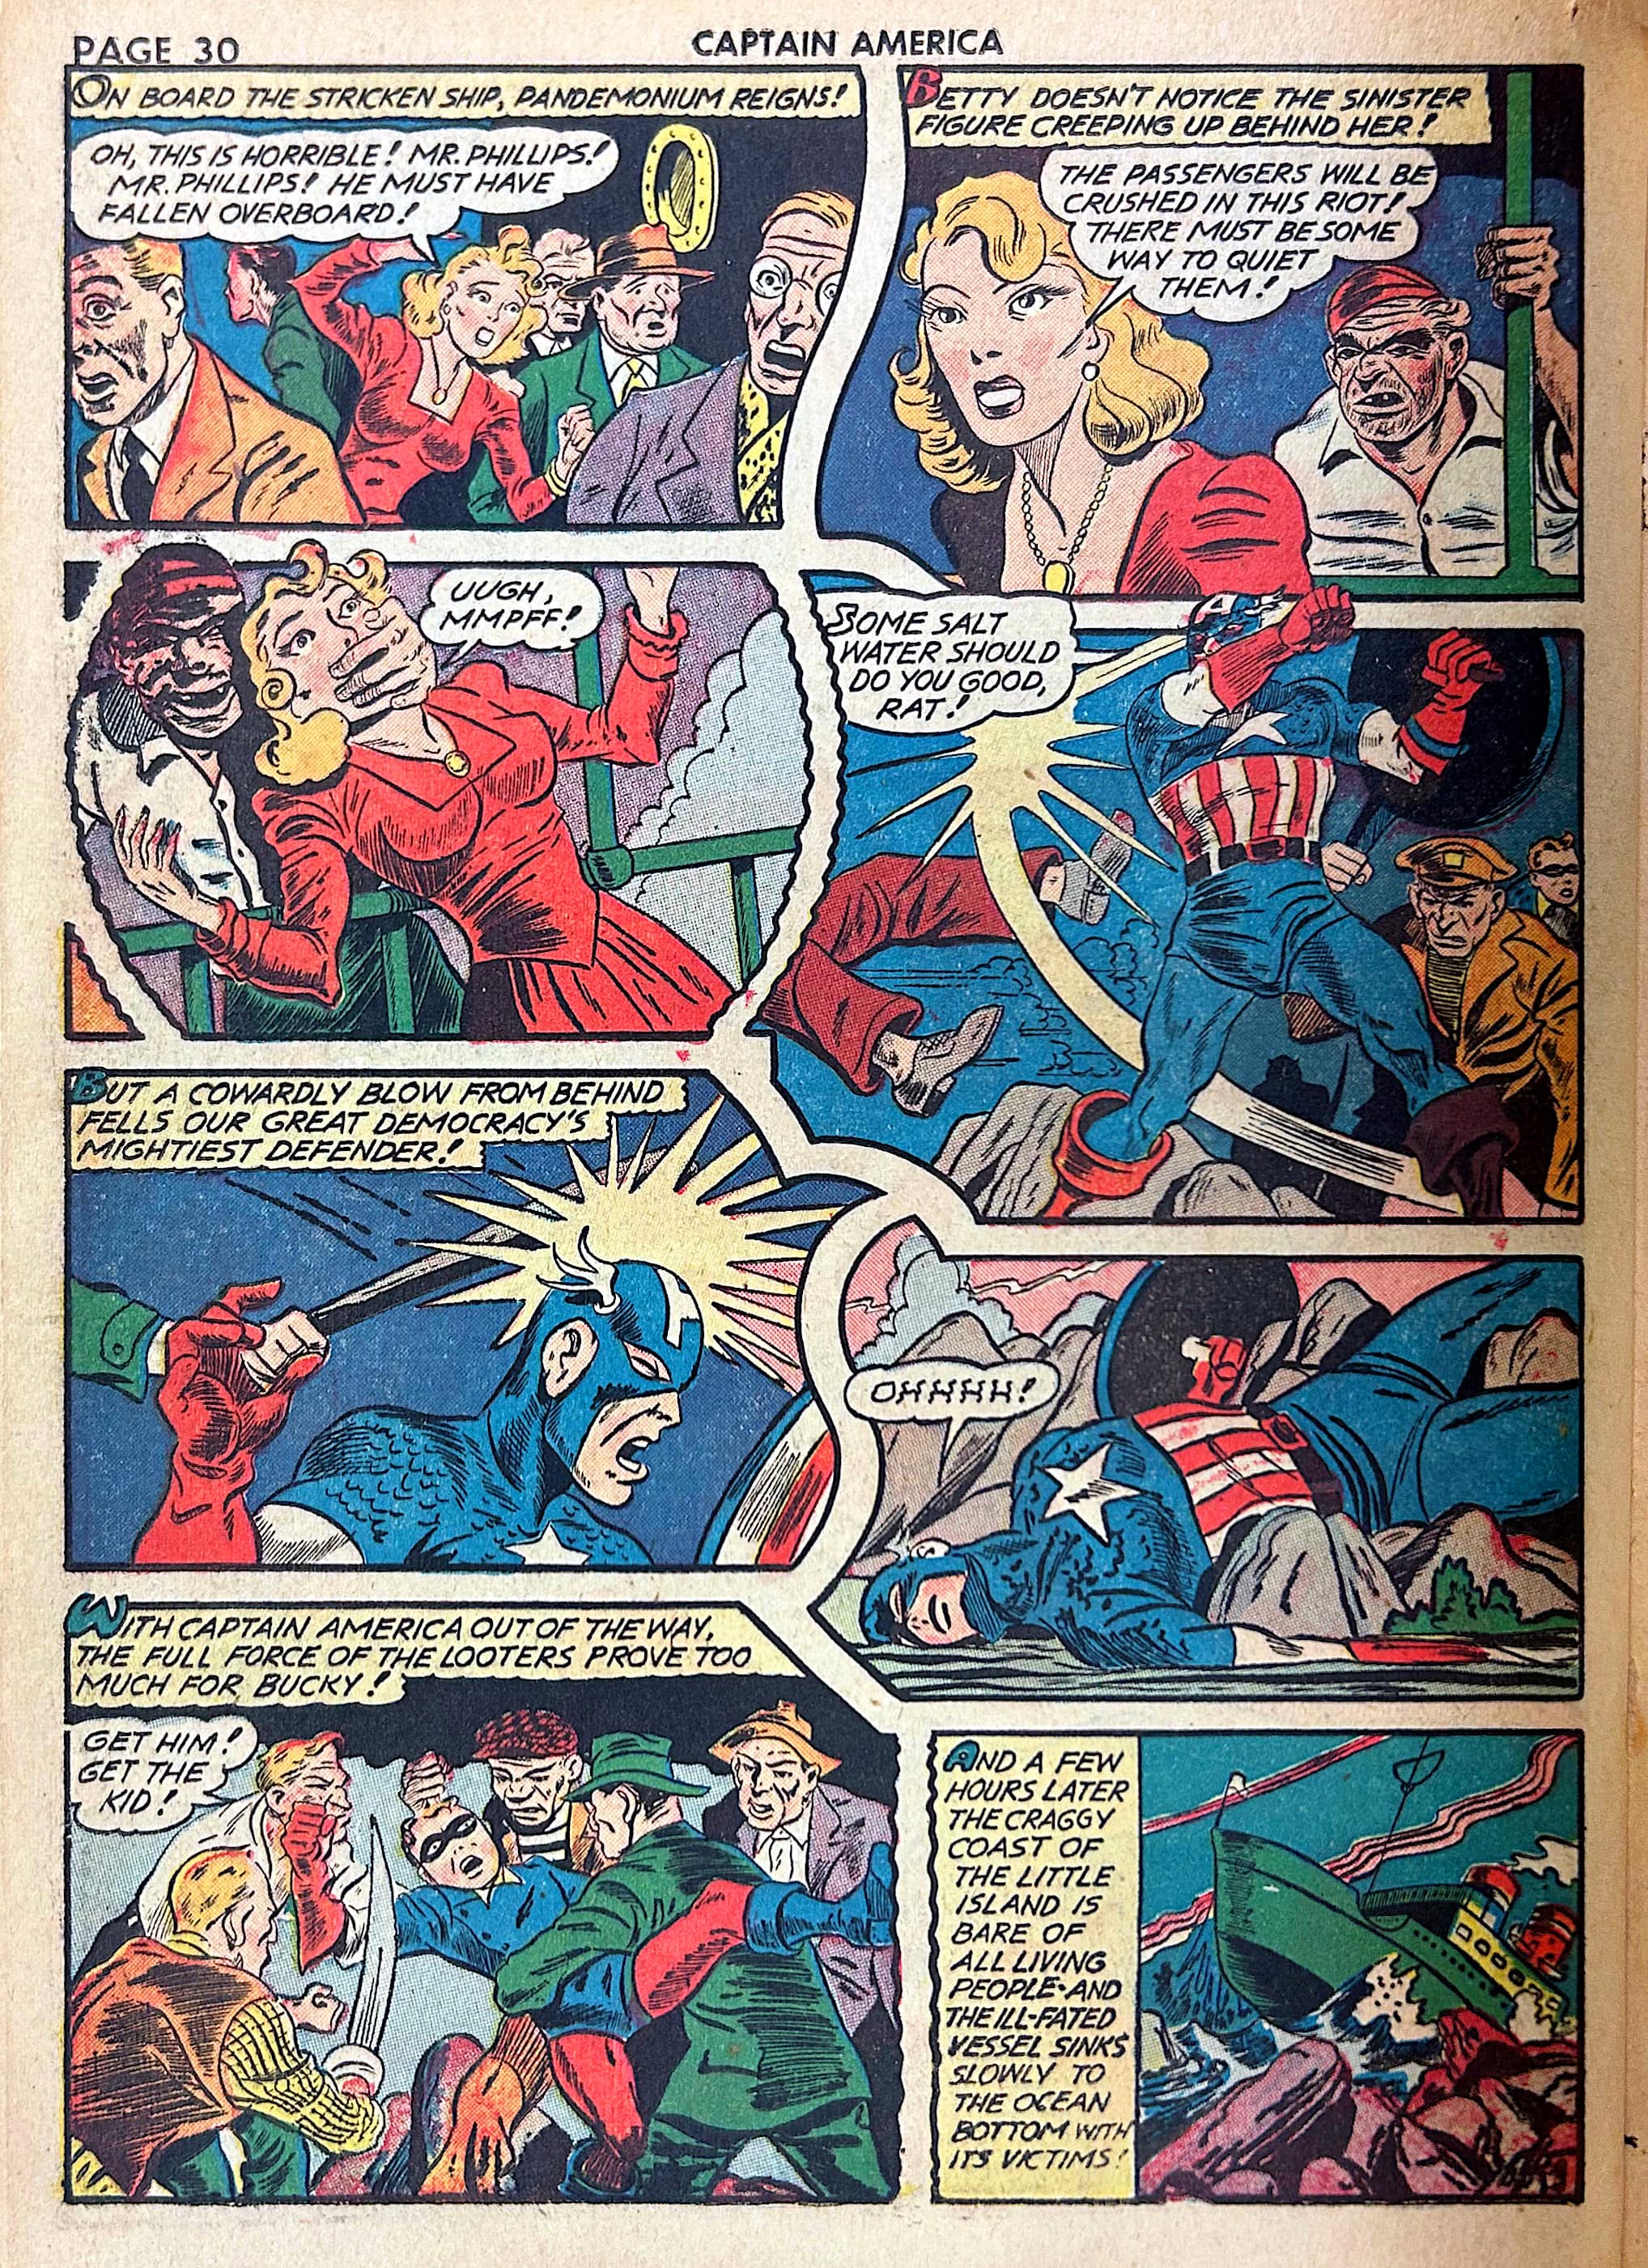 PAGE 30
CAPTAIN AMERICA
ON BOARD THE STRICKEN SHIP, PANDEMONIUM REIGNS!
OH, THIS IS HORRIBLE! MR. PHILLIPS!
MR. PHILLIPS! HE MUST HAVE
FALLEN OVERBOARD!
BETTY DOESN'T NOTICE THE SINISTER
FIGURE CREEPING UP BEHIND HER!
THE PASSENGERS WILL BE
CRUSHED IN THIS RIOT!
THERE MUST BE SOME
WAY TO QUIET
THEM!
UUGH,
MMPFF!
SOME SALT
WATER SHOULD
DO YOU GOOD,
RAT!
BUT A COWARDLY BLOW FROM BEHIND
FELLS OUR GREAT DEMOCRACY'S
MIGHTIEST DEFENDER!
OHHHHH!
WITH CAPTAIN AMERICA OUT OF THE WAY,
THE FULL FORCE OF THE LOOTERS PROVE TOO
MUCH FOR BUCKY!
GET HIM!
GET THE
KID!
AND A FEW
HOURS LATER
THE CRAGGY
COAST OF
THE LITTLE
ISLAND IS
BARE OF
ALL LIVING
PEOPLE-AND
THE ILL-FATED
VESSEL SINKS
SLOWLY TO
THE OCEAN
BOTTOM WITH
ITS VICTIMS!